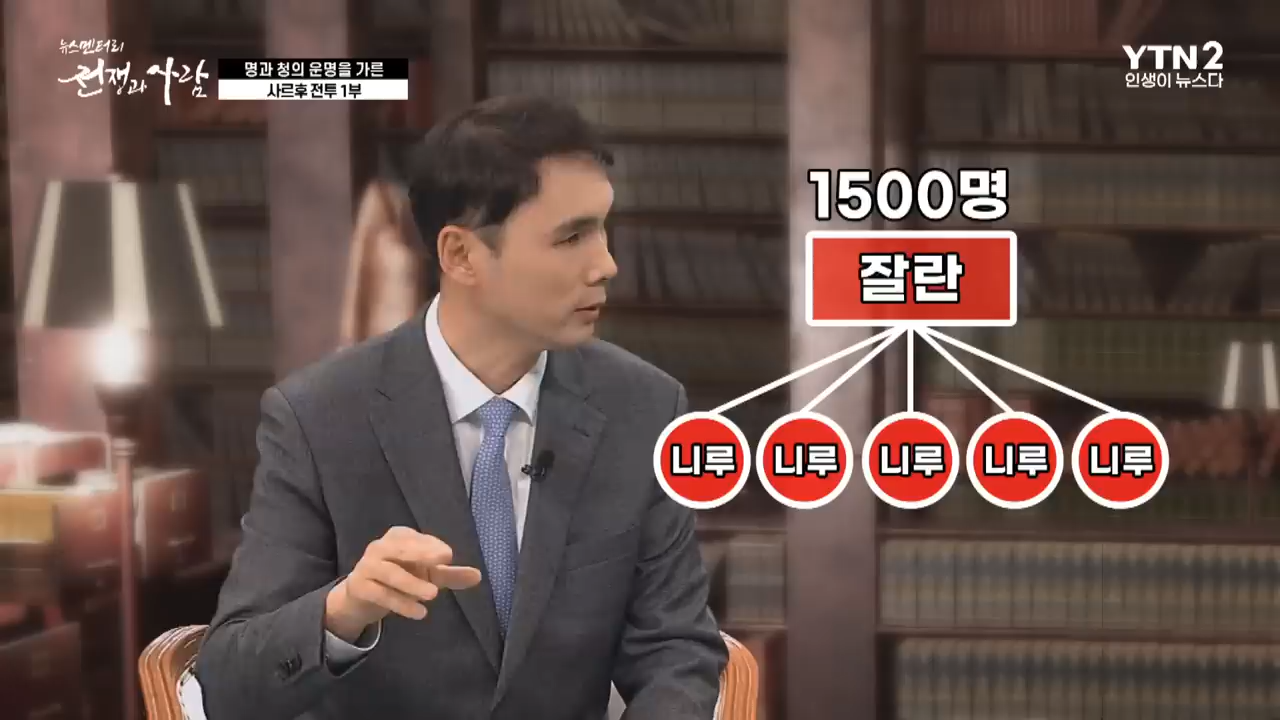 뉴스멘터리
전쟁과 사람
명과 청의 운명을 가른
사르후 전투 1부
YTN2
인생이 뉴스다
1500명
잘란
니루 니루 니루 니루 니루